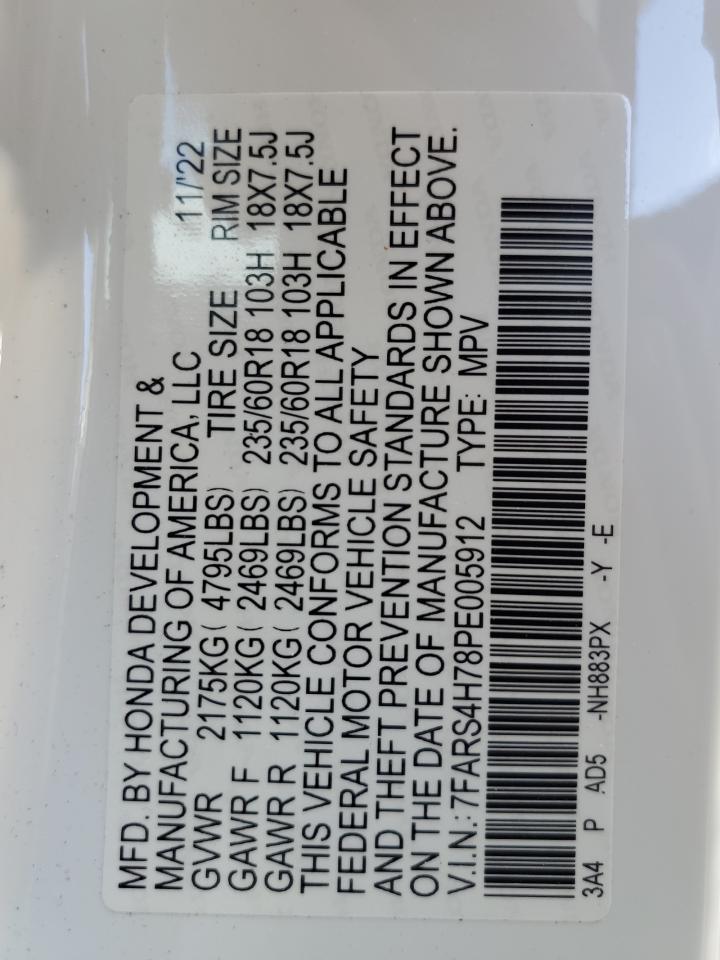 MFD. BY HONDA DEVELOPMENT &
MANUFACTURING OF AMERICA, LLC 11/'22
GVWR 2175KG( 4795LBS) TIRE SIZE RIM SIZE
GAWR F 1120KG( 2469LBS) 235/60R18 103H 18X7.5J
GAWR R 1120KG( 2469LBS) 235/60R18 103H 18X7.5J
THIS VEHICLE CONFORMS TO ALL APPLICABLE
FEDERAL MOTOR VEHICLE SAFETY
AND THEFT PREVENTION STANDARDS IN EFFECT
ON THE DATE OF MANUFACTURE SHOWN ABOVE.
V.I.N.: 7FARS4H78PE005912 TYPE: MPV
3A4 P AD5 -NH883PX -Y -E